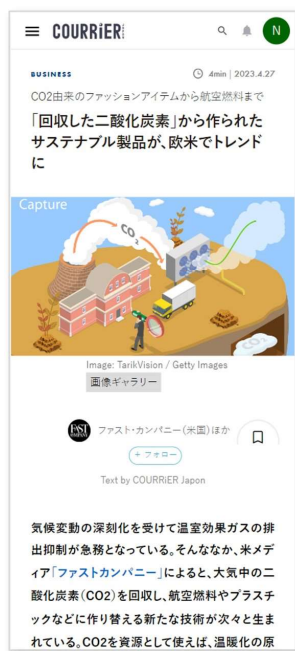 COURRiER
N
BUSINESS
4min | 2023.4.27
CO2由来のファッションアイテムから航空燃料まで
「回収した二酸化炭素」から作られた
サステナブル製品が、欧米でトレンド
に
Capture
CO2
CO2
Image: TarikVision / Getty Images
画像ギャラリー
FAST COMPANY
ファスト・カンパニー（米国）ほか
+ フォロー
Text by COURRiER Japon
気候変動の深刻化を受けて温室効果ガスの排
出抑制が急務となっている。そんななか、米メデ
ィア「ファストカンパニー」によると、大気中の二
酸化炭素（CO2）を回収し、航空燃料やプラスチ
ックなどに作り替える新たな技術が次々と生ま
れている。CO2を資源として使えば、温暖化の原